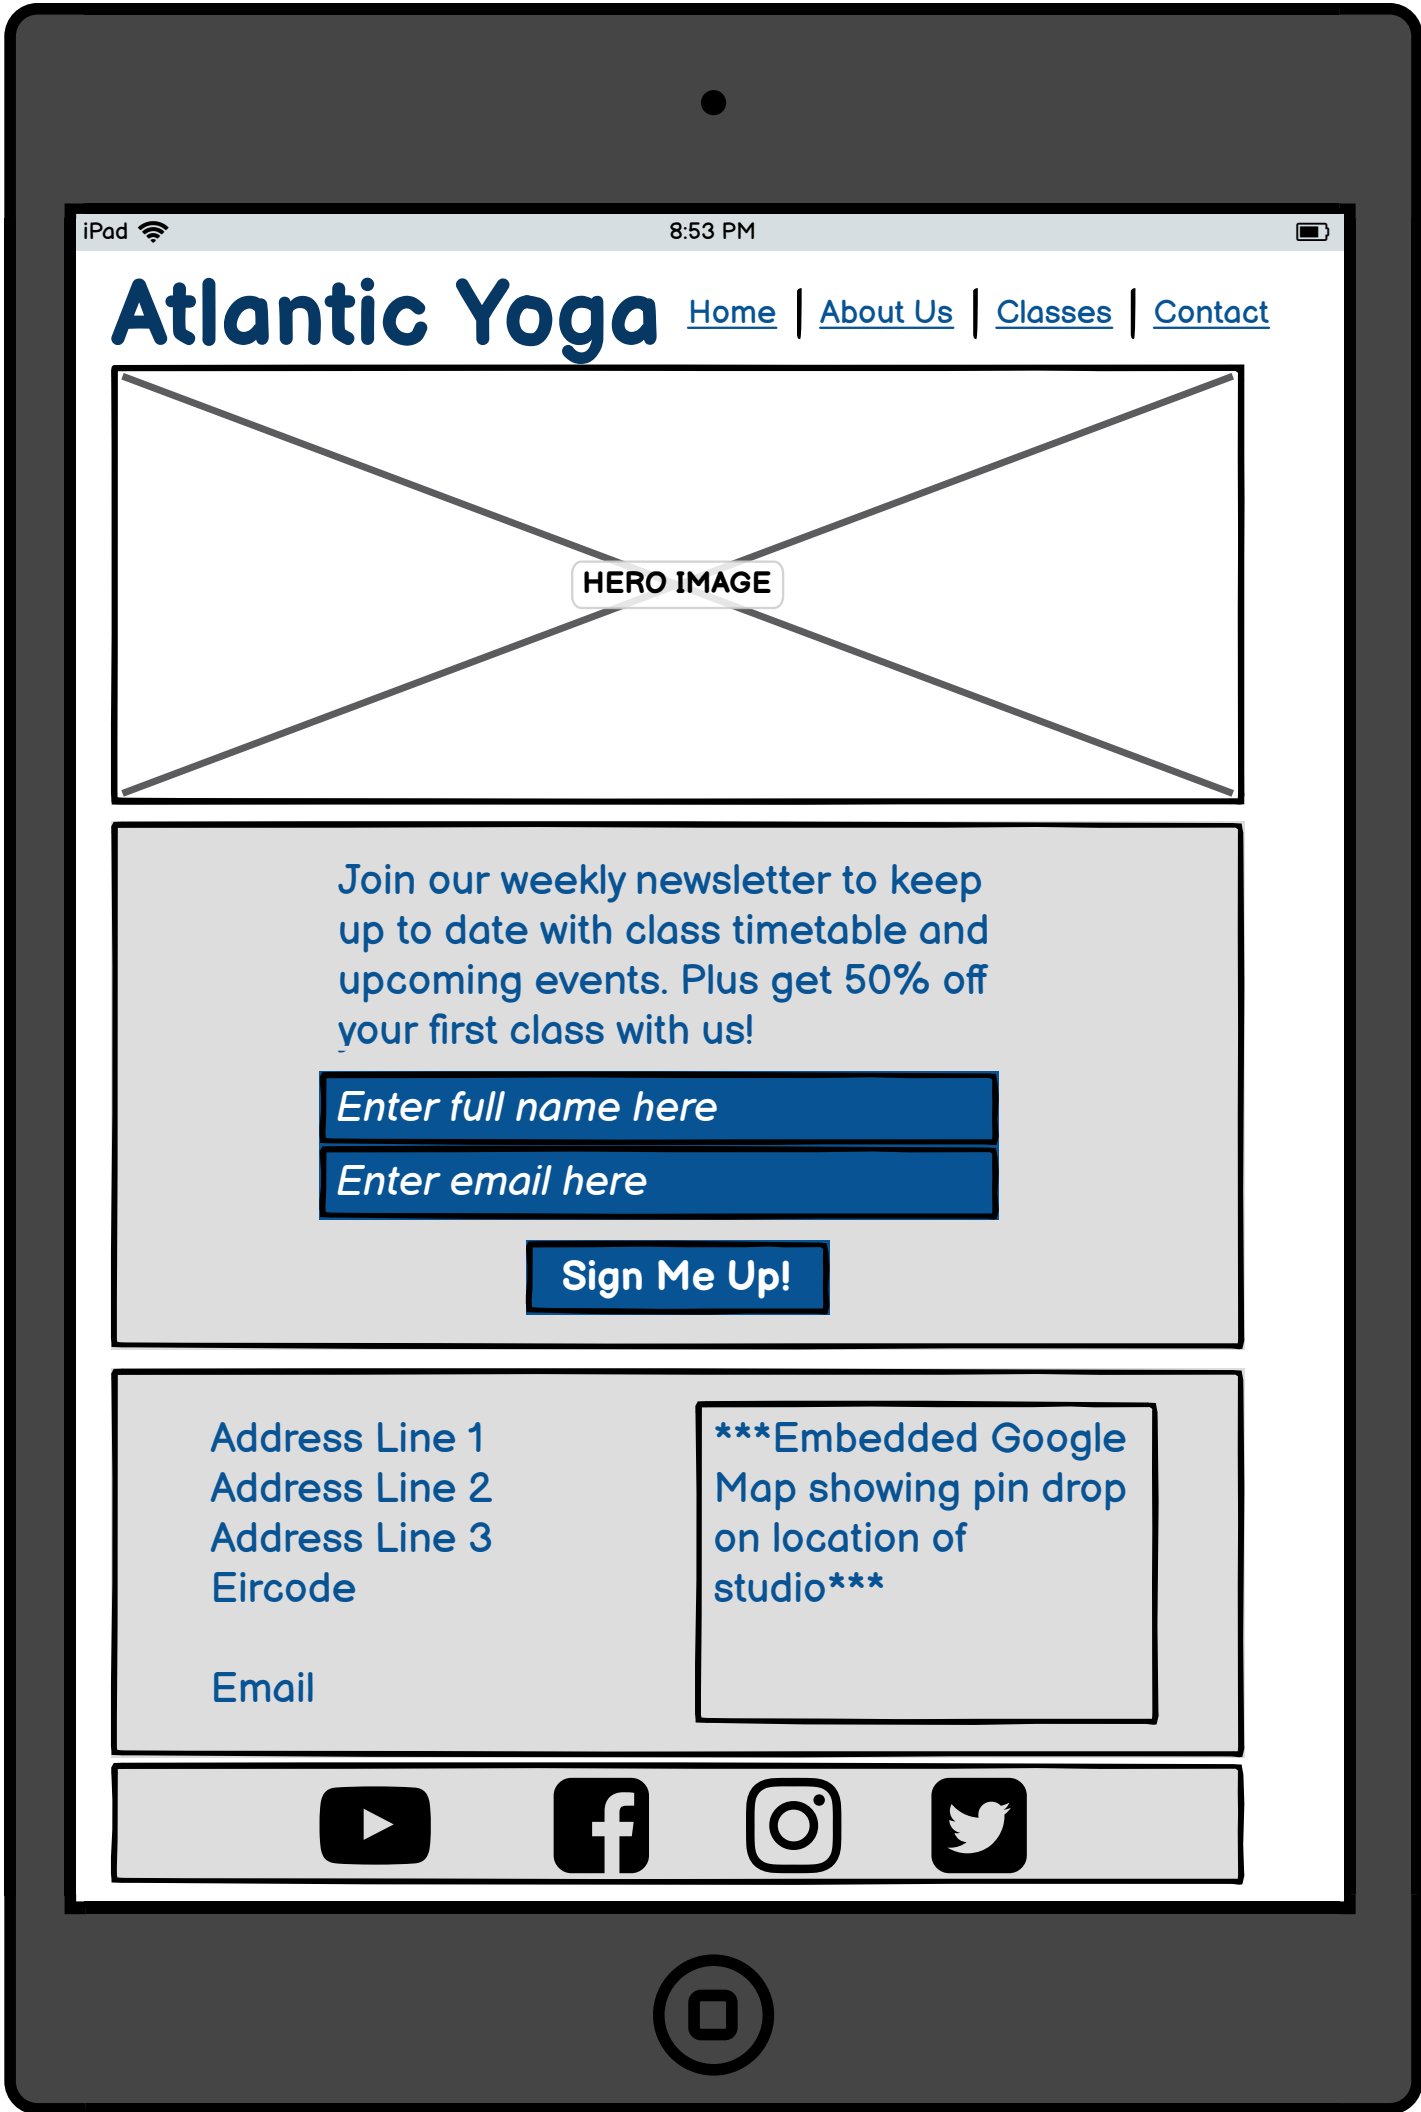 iPad 8:53 PM
Atlantic Yoga Home About Us Classes Contact
HERO IMAGE
Join our weekly newsletter to keep
up to date with class timetable and
upcoming events. Plus get 50% off
your first class with us!
Enter full name here
Enter email here
Sign Me Up!
Address Line 1
Address Line 2
Address Line 3
Eircode
Email
***Embedded Google
Map showing pin drop
on location of
studio***